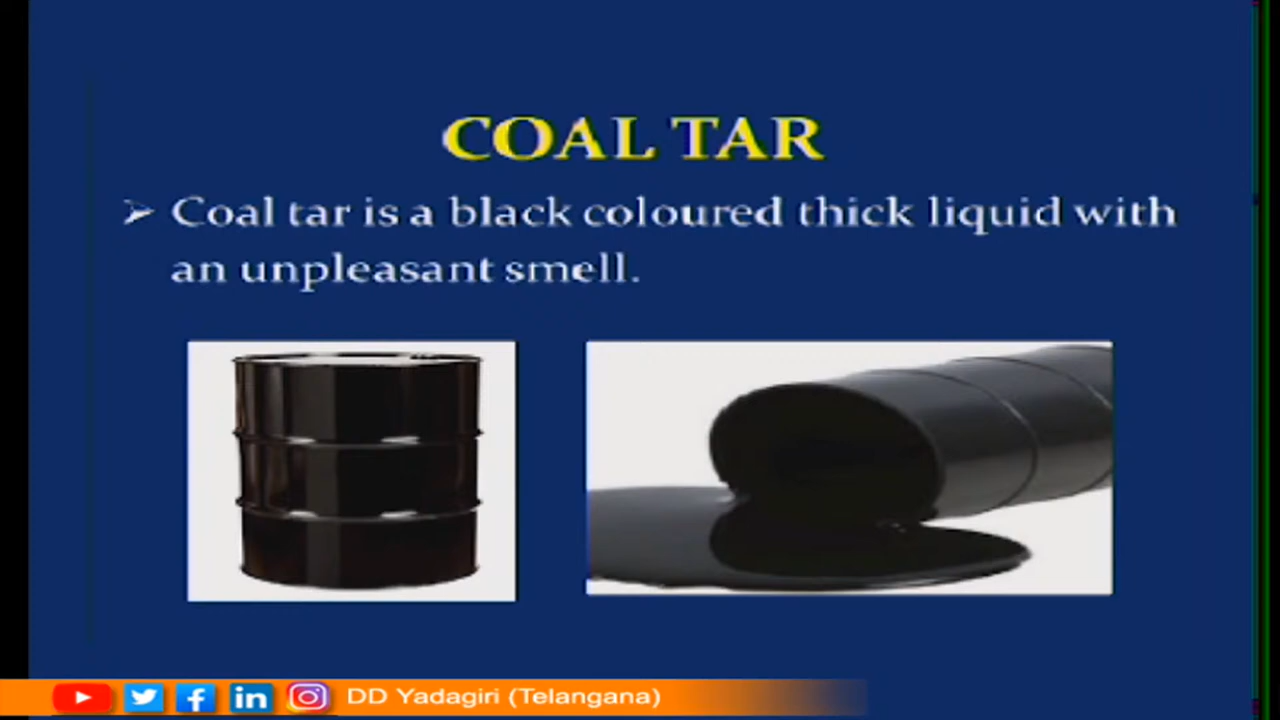 COAL TAR
➢ Coal tar is a black coloured thick liquid with
an unpleasant smell.
DD Yadagiri (Telangana)